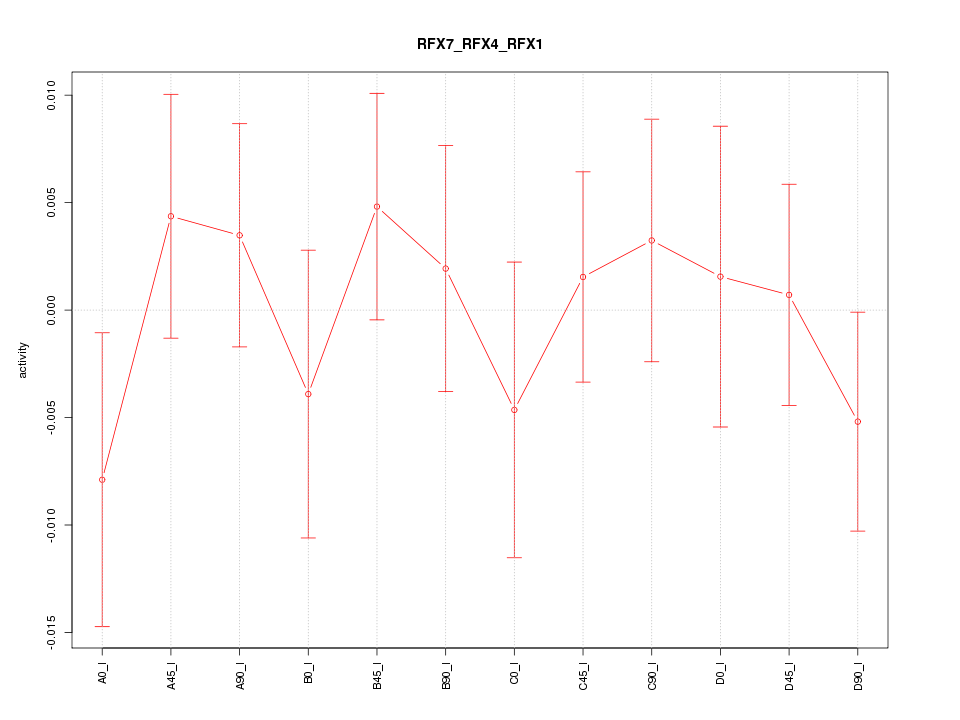 RFX7_RFX4_RFX1
activity
0.010
0.005
0.000
-0.005
-0.010
-0.015
A0_I
A45_I
A90_I
B0_I
B45_I
B90_I
C0_I
C45_I
C90_I
D0_I
D45_I
D90_I